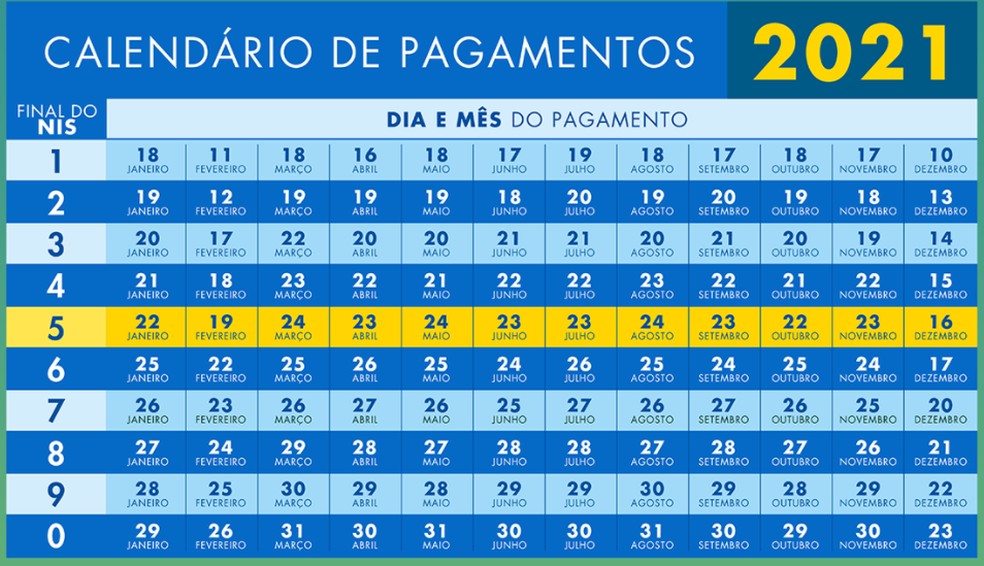 CALENDÁRIO DE PAGAMENTOS 2021
FINAL DO
NIS
DIA E MÊS DO PAGAMENTO
1 18 11 18 16 18 17 19 18 17 18 17 10
JANEIRO FEVEREIRO MARÇO ABRIL MAIO JUNHO JULHO AGOSTO SETEMBRO OUTUBRO NOVEMBRO DEZEMBRO
2 19 12 19 19 19 18 20 19 20 19 18 13
JANEIRO FEVEREIRO MARÇO ABRIL MAIO JUNHO JULHO AGOSTO SETEMBRO OUTUBRO NOVEMBRO DEZEMBRO
3 20 17 22 20 20 21 21 20 21 20 19 14
JANEIRO FEVEREIRO MARÇO ABRIL MAIO JUNHO JULHO AGOSTO SETEMBRO OUTUBRO NOVEMBRO DEZEMBRO
4 21 18 23 22 21 22 22 23 22 21 22 15
JANEIRO FEVEREIRO MARÇO ABRIL MAIO JUNHO JULHO AGOSTO SETEMBRO OUTUBRO NOVEMBRO DEZEMBRO
5 22 19 24 23 24 23 23 24 23 22 23 16
JANEIRO FEVEREIRO MARÇO ABRIL MAIO JUNHO JULHO AGOSTO SETEMBRO OUTUBRO NOVEMBRO DEZEMBRO
6 25 22 25 26 25 24 26 25 24 25 24 17
JANEIRO FEVEREIRO MARÇO ABRIL MAIO JUNHO JULHO AGOSTO SETEMBRO OUTUBRO NOVEMBRO DEZEMBRO
7 26 23 26 27 26 25 27 26 27 26 25 20
JANEIRO FEVEREIRO MARÇO ABRIL MAIO JUNHO JULHO AGOSTO SETEMBRO OUTUBRO NOVEMBRO DEZEMBRO
8 27 24 29 28 27 28 28 27 28 27 26 21
JANEIRO FEVEREIRO MARÇO ABRIL MAIO JUNHO JULHO AGOSTO SETEMBRO OUTUBRO NOVEMBRO DEZEMBRO
9 28 25 30 29 28 29 29 30 29 28 29 22
JANEIRO FEVEREIRO MARÇO ABRIL MAIO JUNHO JULHO AGOSTO SETEMBRO OUTUBRO NOVEMBRO DEZEMBRO
0 29 26 31 30 31 30 30 31 30 29 30 23
JANEIRO FEVEREIRO MARÇO ABRIL MAIO JUNHO JULHO AGOSTO SETEMBRO OUTUBRO NOVEMBRO DEZEMBRO